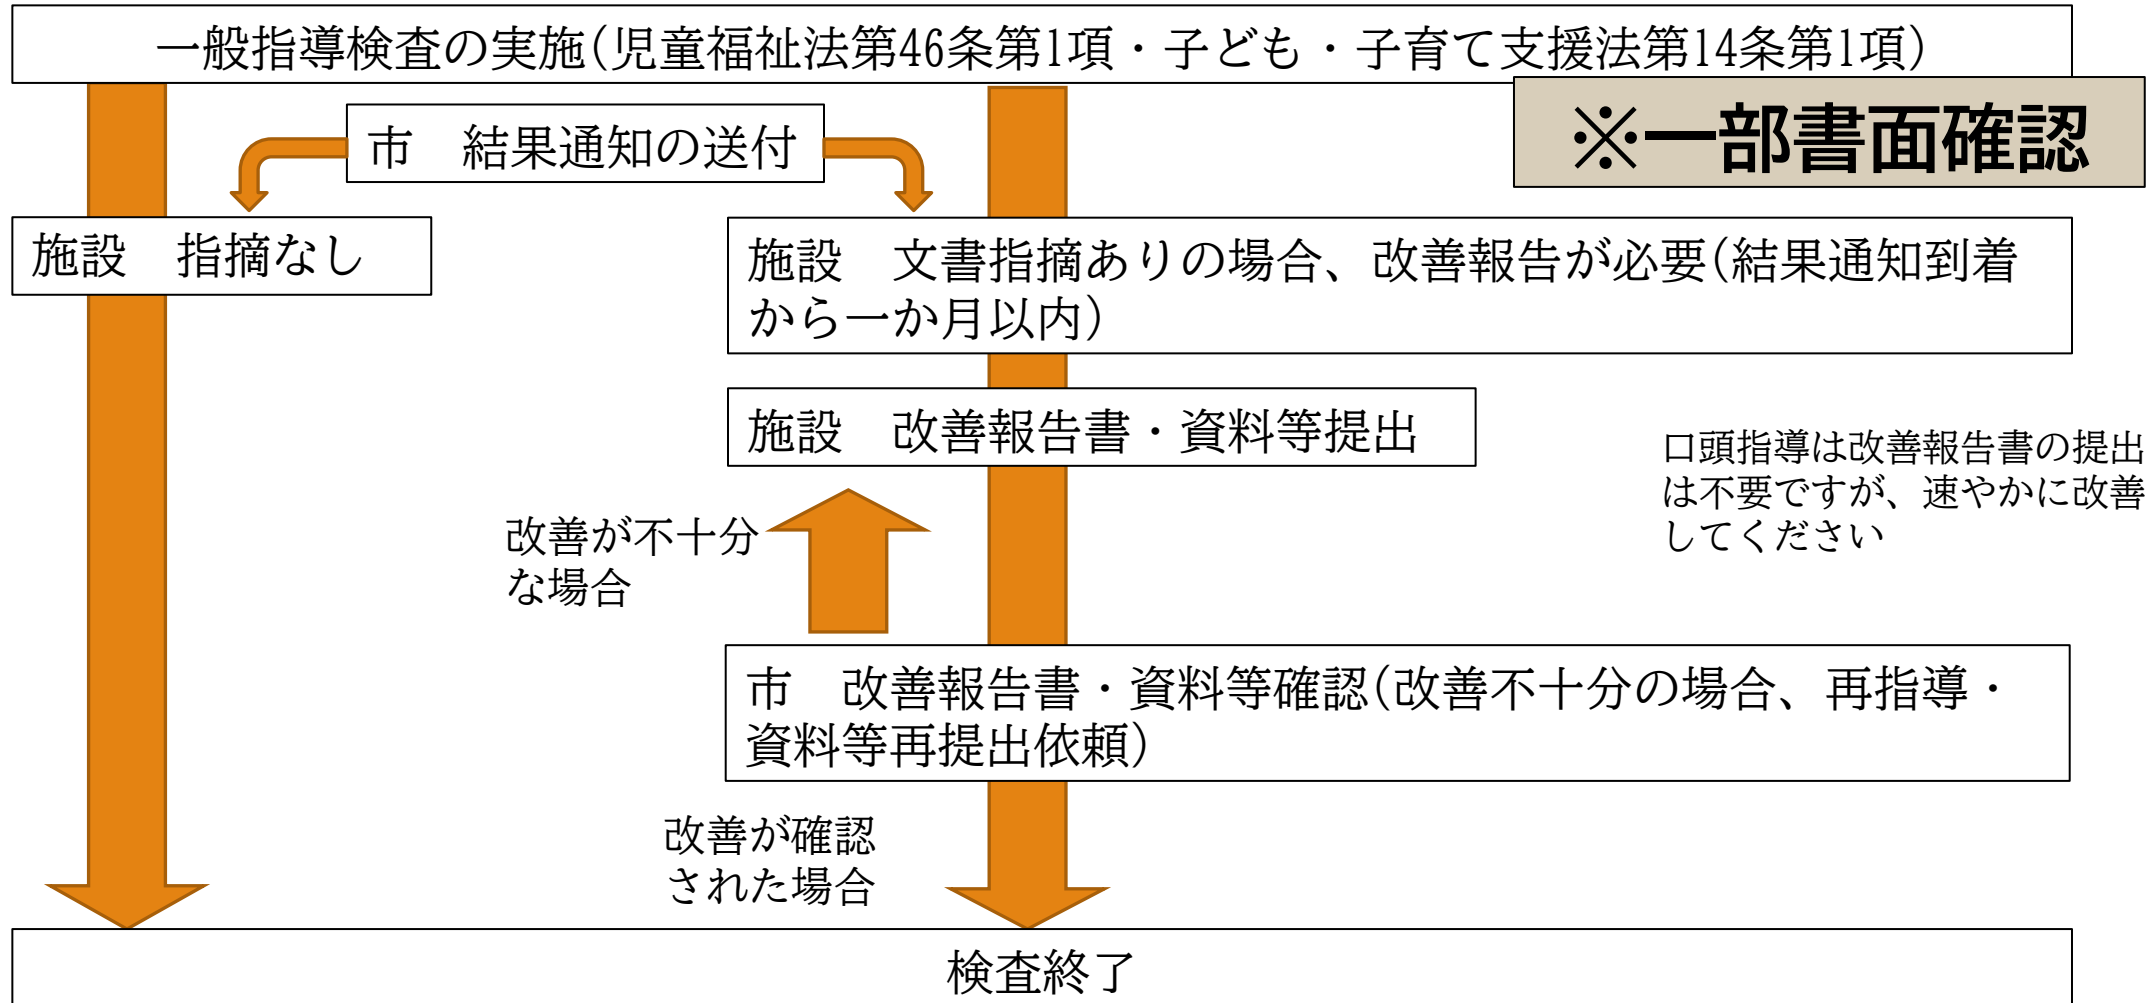 一般指導検査の実施(児童福祉法第46条第1項・子ども・子育て支援法第14条第1項)
※一部書面確認
市　結果通知の送付
施設　指摘なし
施設　文書指摘ありの場合、改善報告が必要(結果通知到着
から一か月以内)
施設　改善報告書・資料等提出
口頭指導は改善報告書の提出
は不要ですが、速やかに改善
してください
改善が不十分
な場合
市　改善報告書・資料等確認(改善不十分の場合、再指導・
資料等再提出依頼)
改善が確認
された場合
検査終了